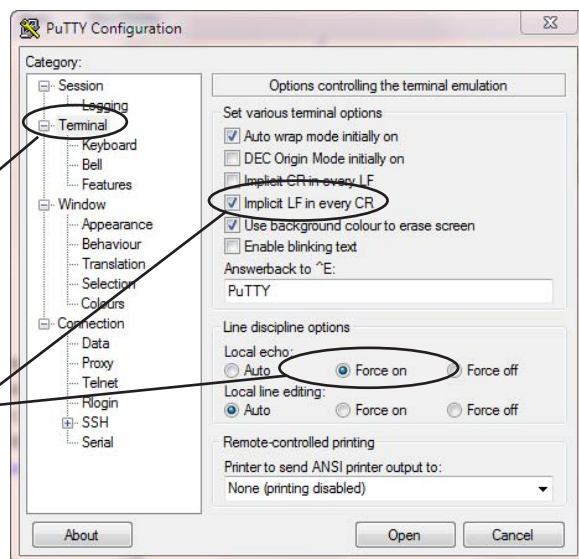 PuTTY Configuration
Category:
Session
Logging
Terminal
Keyboard
Bell
Features
Window
Appearance
Behaviour
Translation
Selection
Colours
Connection
Data
Proxy
Telnet
Rlogin
SSH
Serial
Options controlling the terminal emulation
Set various terminal options
Auto wrap mode initially on
DEC Origin Mode initially on
Implicit CR in every LF
Implicit LF in every CR
Use background colour to erase screen
Enable blinking text
Answerback to ^E:
PuTTY
Line discipline options
Local echo:
Auto Force on Force off
Local line editing:
Auto Force on Force off
Remote-controlled printing
Printer to send ANSI printer output to:
None (printing disabled)
About Open Cancel